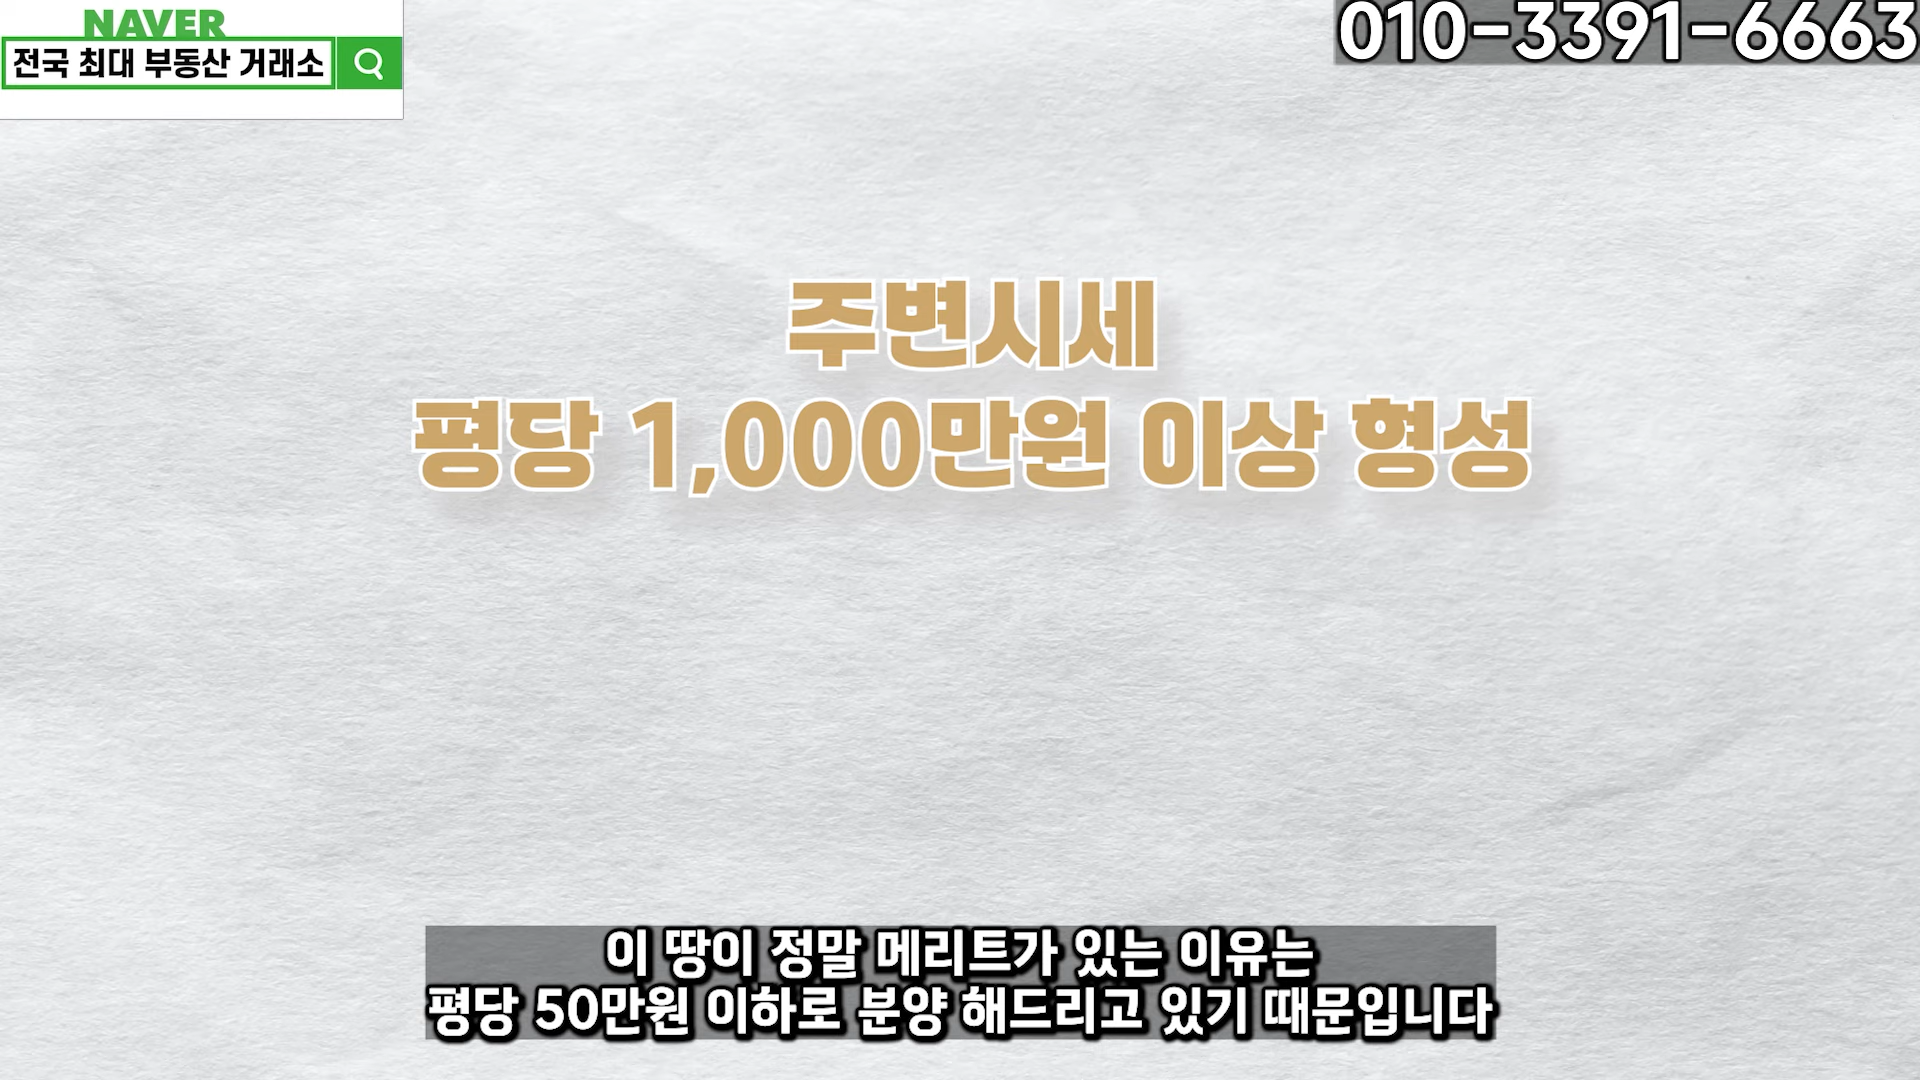 NAVER
전국 최대 부동산 거래소
010-3391-6663
주변시세
평당 1,000만원 이상 형성
이 땅이 정말 메리트가 있는 이유는
평당 50만원 이하로 분양 해드리고 있기 때문입니다